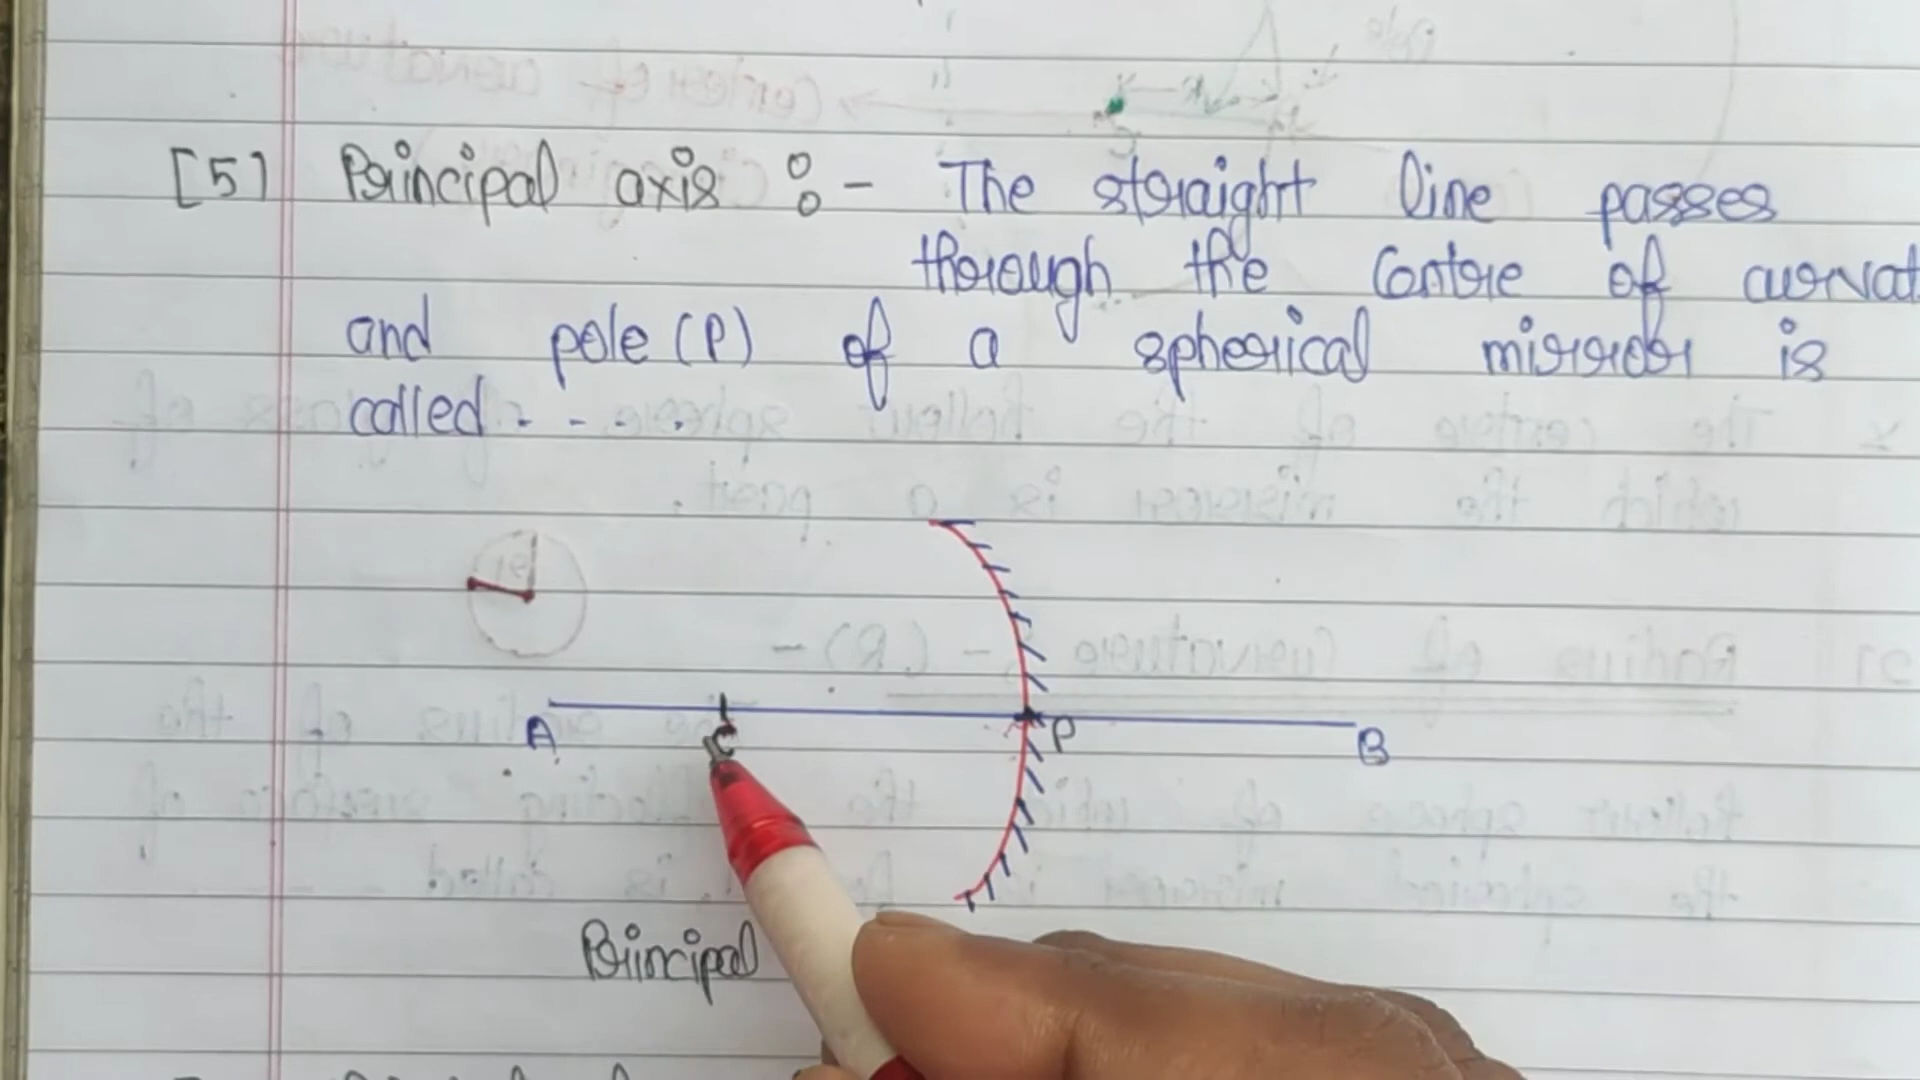 [5] Principal axis :- The straight line passes
through the centre of curvat
and pole (P) of a spherical mirror is
called - - - .
A C P B
Principal